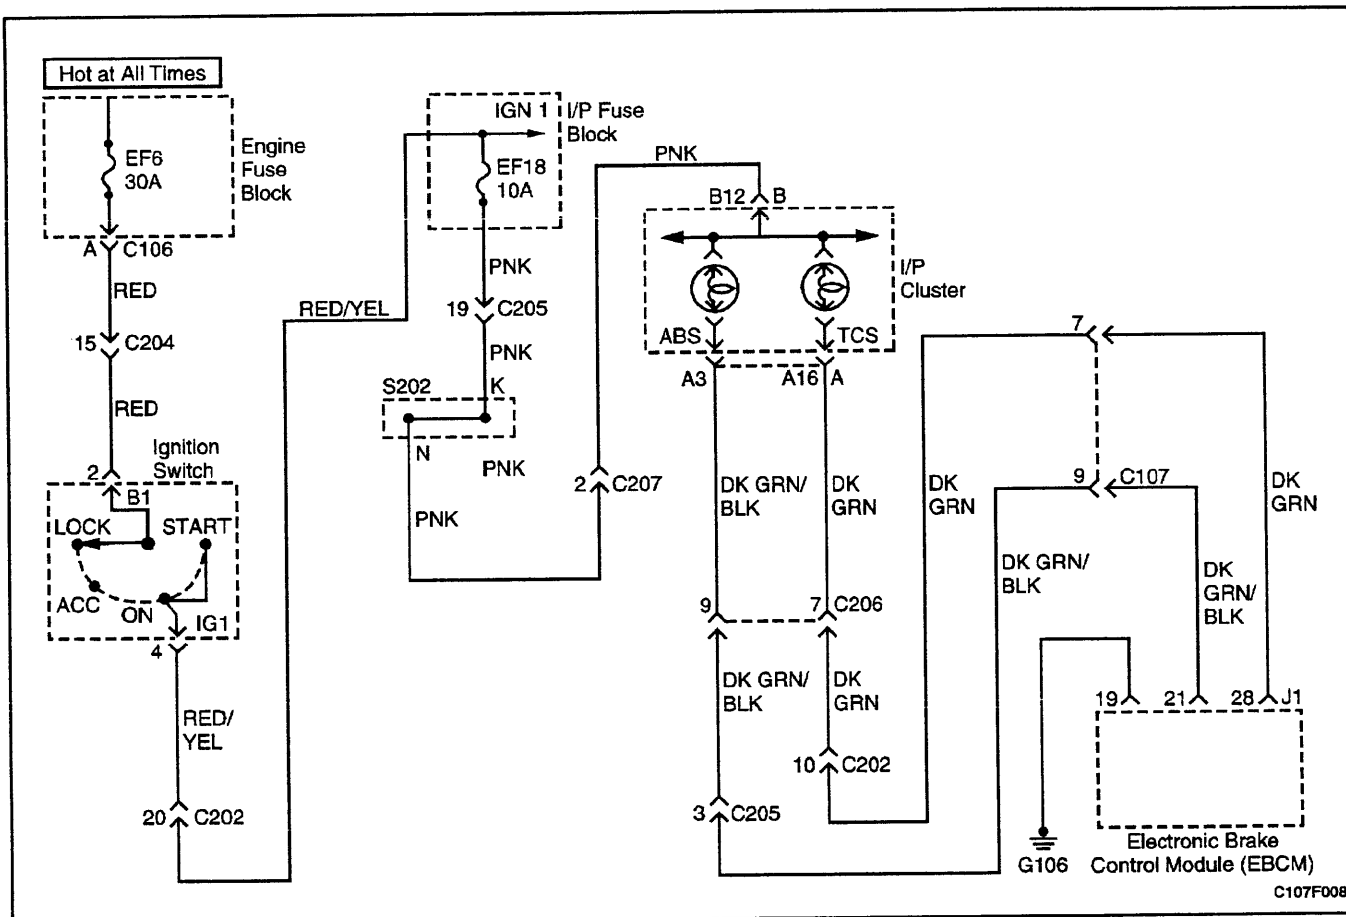 Hot at All Times
EF6
30A
Engine
Fuse
Block
A
C106
RED
15
C204
RED
2
Ignition
Switch
B1
LOCK
START
ACC
ON
IG1
4
RED/
YEL
20
C202
RED/YEL
IGN 1
I/P Fuse
Block
EF18
10A
PNK
19
C205
PNK
S202
K
N
PNK
PNK
2
C207
PNK
B12
B
I/P
Cluster
ABS
TCS
A3
A16
A
DK GRN/
BLK
DK
GRN
9
7
C206
DK GRN/
BLK
DK
GRN
10
C202
3
C205
DK
GRN
DK GRN/
BLK
7
9
C107
DK
GRN
DK
GRN/
BLK
19
21
28
J1
G106
Electronic Brake
Control Module (EBCM)
C107F008